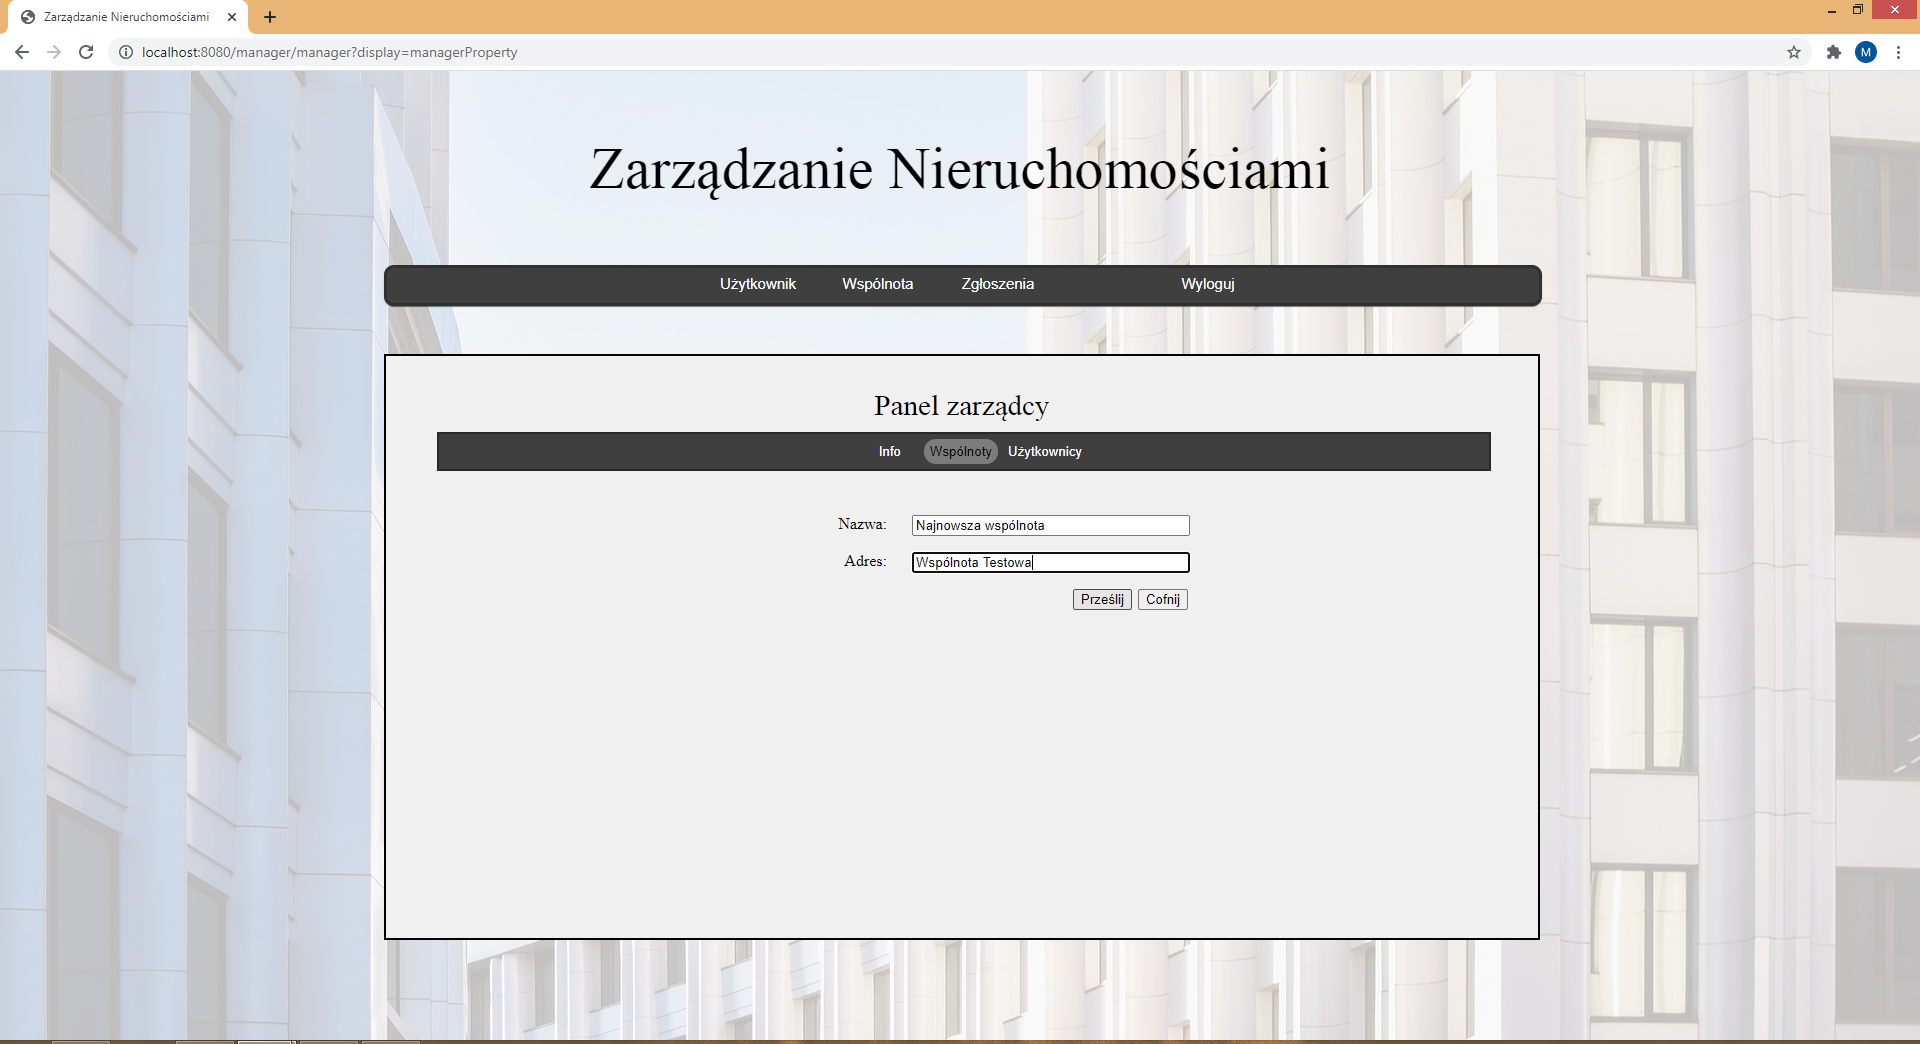 Zarządzanie Nieruchomościami
localhost:8080/manager/manager?display=managerProperty
M
Zarządzanie Nieruchomościami
Użytkownik Wspólnota Zgłoszenia Wyloguj
Panel zarządcy
Info Wspólnoty Użytkownicy
Nazwa: Najnowsza wspólnota
Adres: Wspólnota Testowa
Prześlij Cofnij